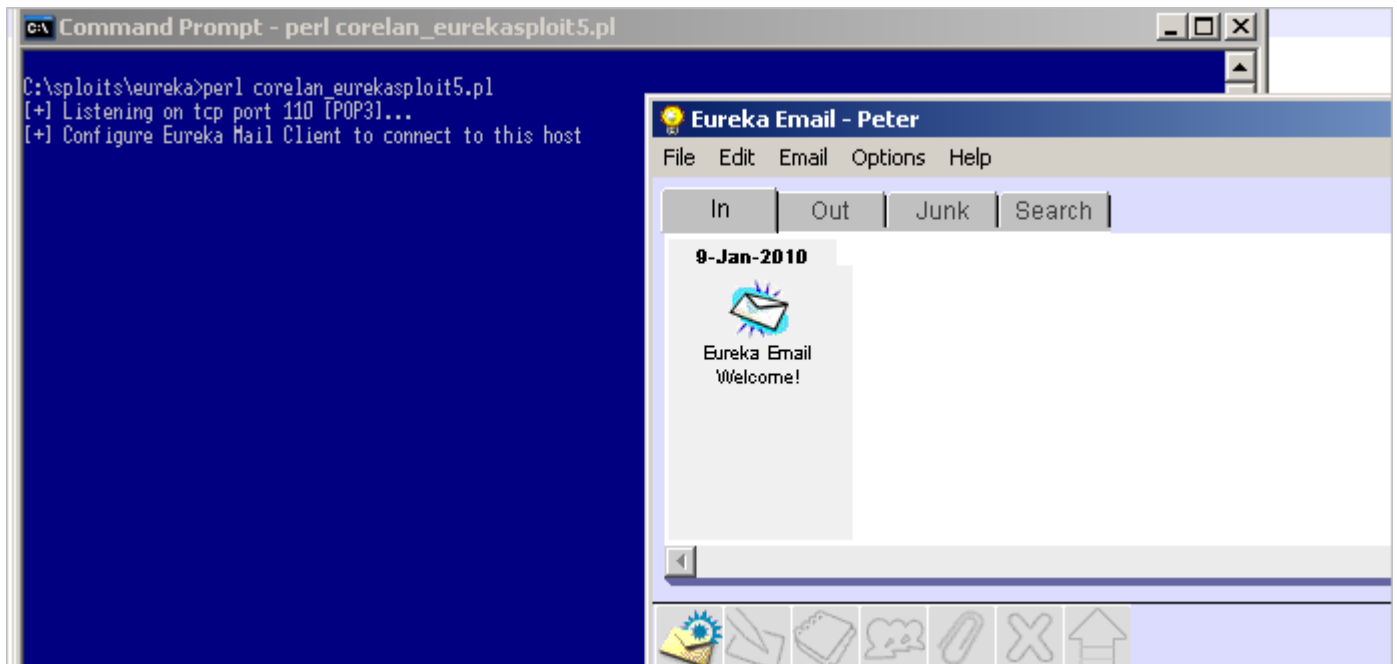 Command Prompt - perl corelan_eurekasploit5.pl
C:\sploits\eureka>perl corelan_eurekasploit5.pl
[+] Listening on tcp port 110 [POP3]...
[+] Configure Eureka Mail Client to connect to this host
Eureka Email - Peter
File Edit Email Options Help
In Out Junk Search
9-Jan-2010
Eureka Email
Welcome!